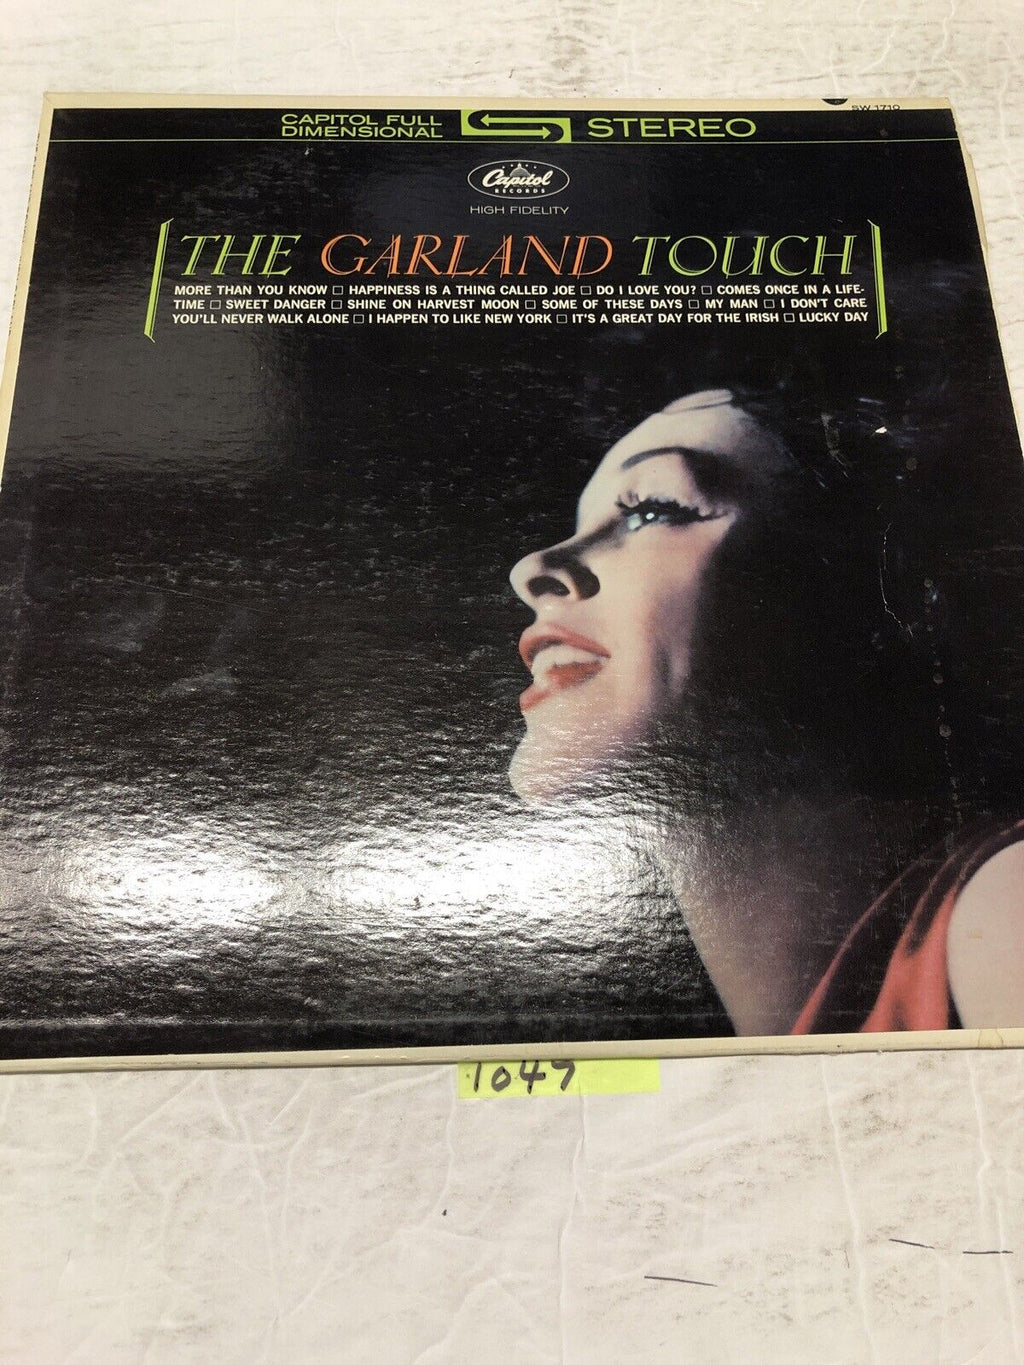 SW 1710
CAPITOL FULL
DIMENSIONAL
STEREO
Capitol
RECORDS
HIGH FIDELITY
THE GARLAND TOUCH
MORE THAN YOU KNOW □ HAPPINESS IS A THING CALLED JOE □ DO I LOVE YOU? □ COMES ONCE IN A LIFE-
TIME □ SWEET DANGER □ SHINE ON HARVEST MOON □ SOME OF THESE DAYS □ MY MAN □ I DON'T CARE
YOU'LL NEVER WALK ALONE □ I HAPPEN TO LIKE NEW YORK □ IT'S A GREAT DAY FOR THE IRISH □ LUCKY DAY
1049